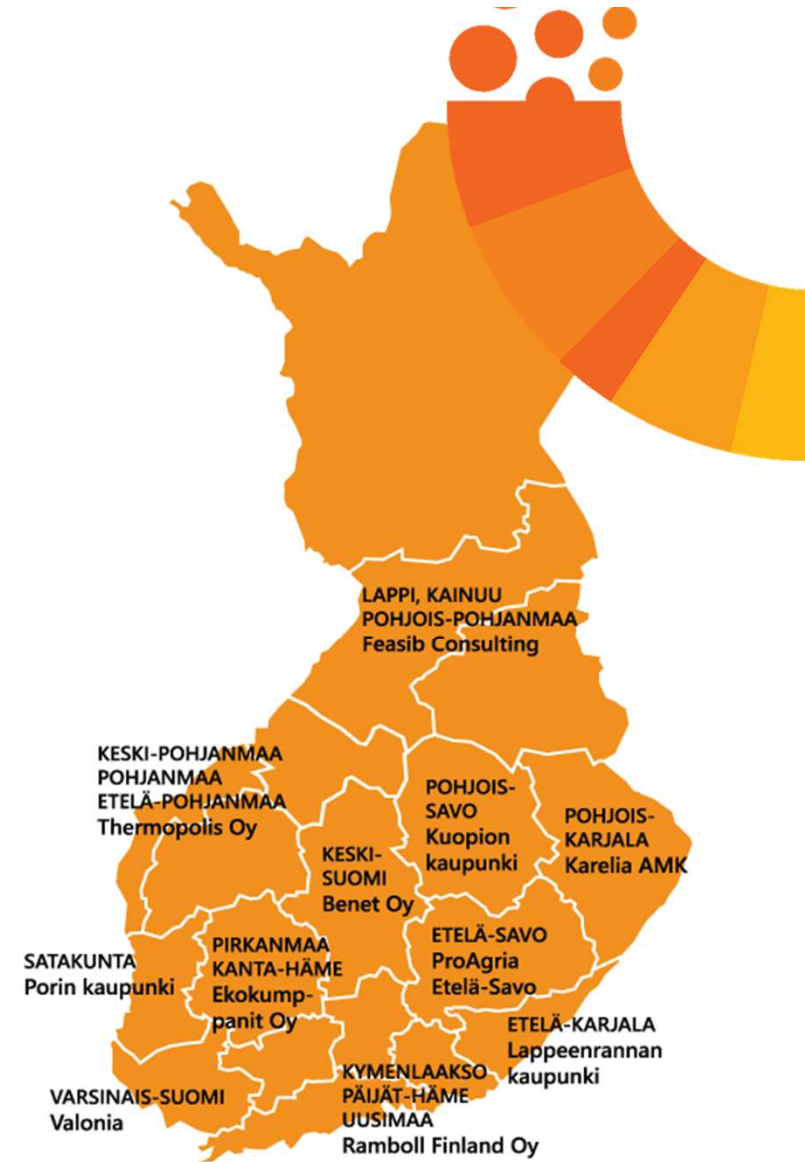 LAPPI, KAINUU
POHJOIS-POHJANMAA
Feasib Consulting
KESKI-POHJANMAA
POHJANMAA
ETELÄ-POHJANMAA
Thermopolis Oy
POHJOIS-
SAVO
Kuopion
kaupunki
POHJOIS-
KARJALA
Karelia AMK
KESKI-
SUOMI
Benet Oy
SATAKUNTA
Porin kaupunki
PIRKANMAA
KANTA-HÄME
Ekokump-
panit Oy
ETELÄ-SAVO
ProAgria
Etelä-Savo
ETELÄ-KARJALA
Lappeenrannan
kaupunki
VARSINAIS-SUOMI
Valonia
KYMENLAAKSO
PÄIJÄT-HÄME
UUSIMAA
Ramboll Finland Oy